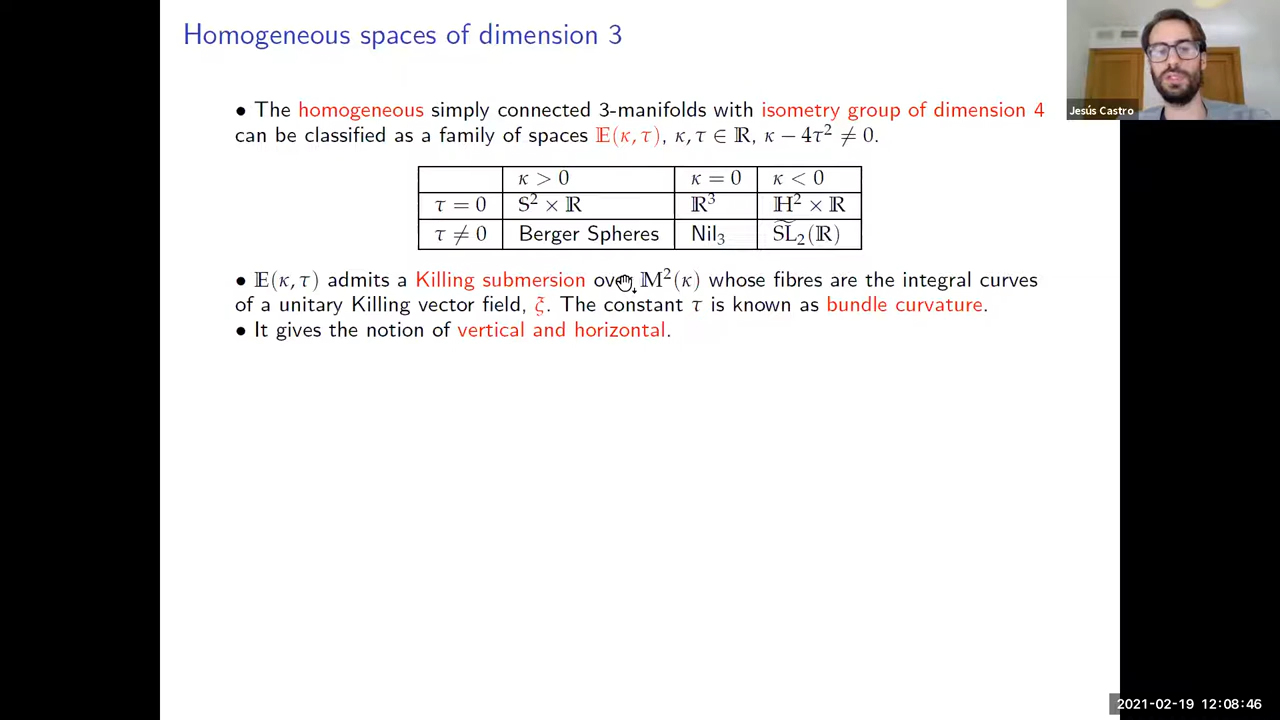 Homogeneous spaces of dimension 3
• The homogeneous simply connected 3-manifolds with isometry group of dimension 4
can be classified as a family of spaces 𝔼(κ, τ), κ, τ ∈ ℝ, κ − 4τ² ≠ 0.
κ > 0 κ = 0 κ < 0
τ = 0 S² × ℝ ℝ³ ℍ² × ℝ
τ ≠ 0 Berger Spheres Nil₃ S͠L₂(ℝ)
• 𝔼(κ, τ) admits a Killing submersion over 𝕄²(κ) whose fibres are the integral curves
of a unitary Killing vector field, ξ. The constant τ is known as bundle curvature.
• It gives the notion of vertical and horizontal.
Jesús Castro
2021-02-19 12:08:46